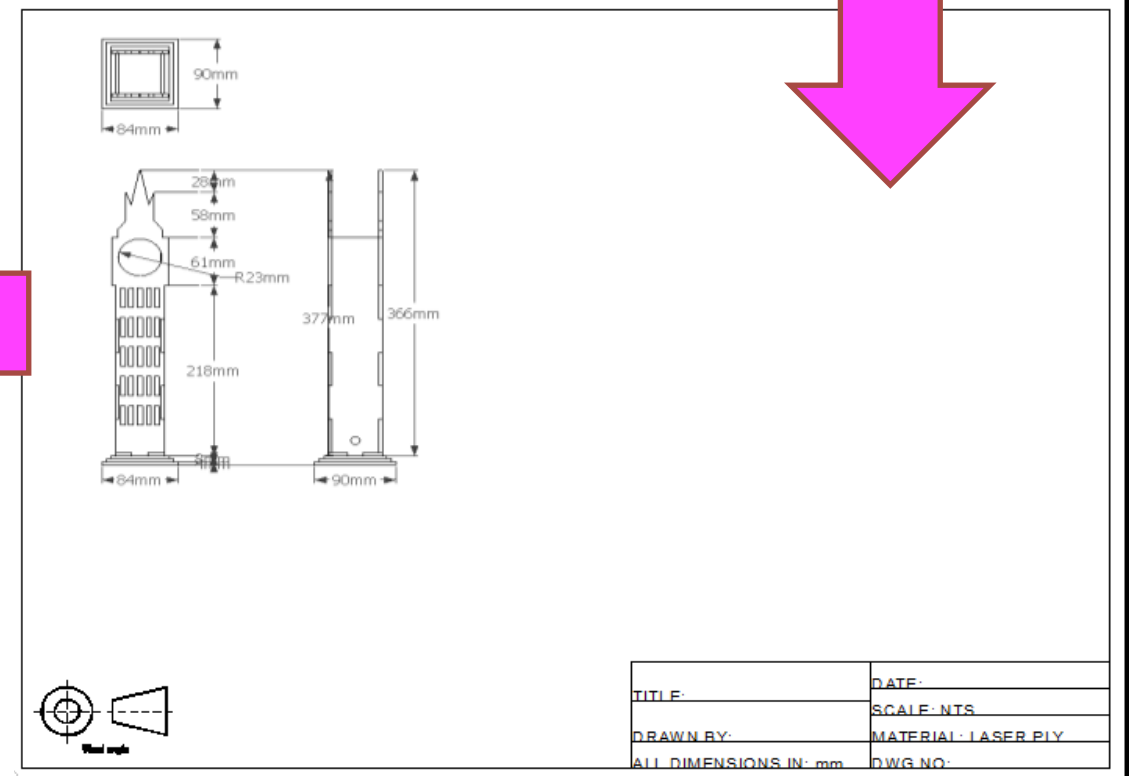 90mm
84mm
28mm
58mm
61mm
R23mm
377mm
366mm
218mm
84mm
90mm
TITLE:
DATE:
SCALE: NTS
DRAWN BY:
MATERIAL: LASER PLY
ALL DIMENSIONS IN: mm
DWG NO: